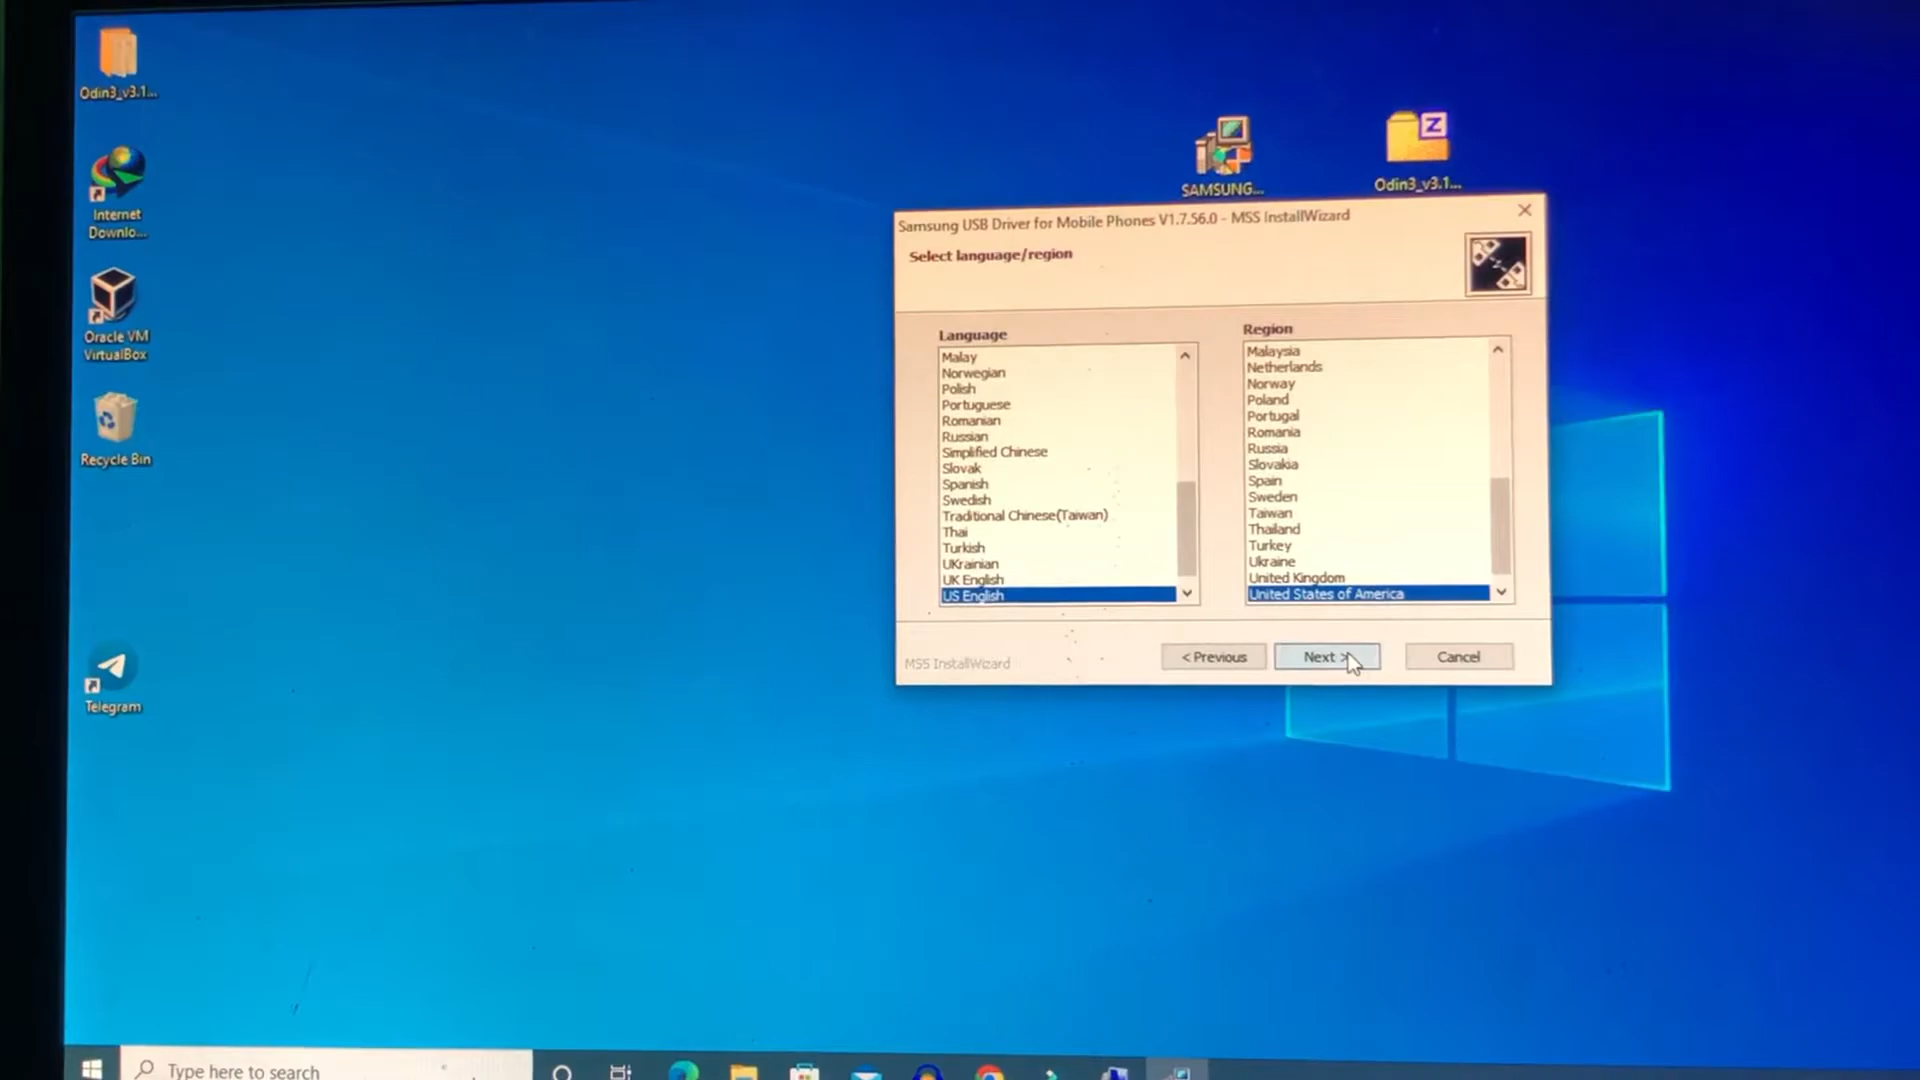 Odin3_v3.1...
Internet
Downlo...
Oracle VM
VirtualBox
Recycle Bin
Telegram
SAMSUNG...
Z
Odin3_v3.1...
Samsung USB Driver for Mobile Phones V1.7.56.0 - MSS InstallWizard
Select language/region
Language
Malay
Norwegian
Polish
Portuguese
Romanian
Russian
Simplified Chinese
Slovak
Spanish
Swedish
Traditional Chinese(Taiwan)
Thai
Turkish
UKrainian
UK English
US English
Region
Malaysia
Netherlands
Norway
Poland
Portugal
Romania
Russia
Slovakia
Spain
Sweden
Taiwan
Thailand
Turkey
Ukraine
United Kingdom
United States of America
MSS InstallWizard
< Previous
Next >
Cancel
Type here to search